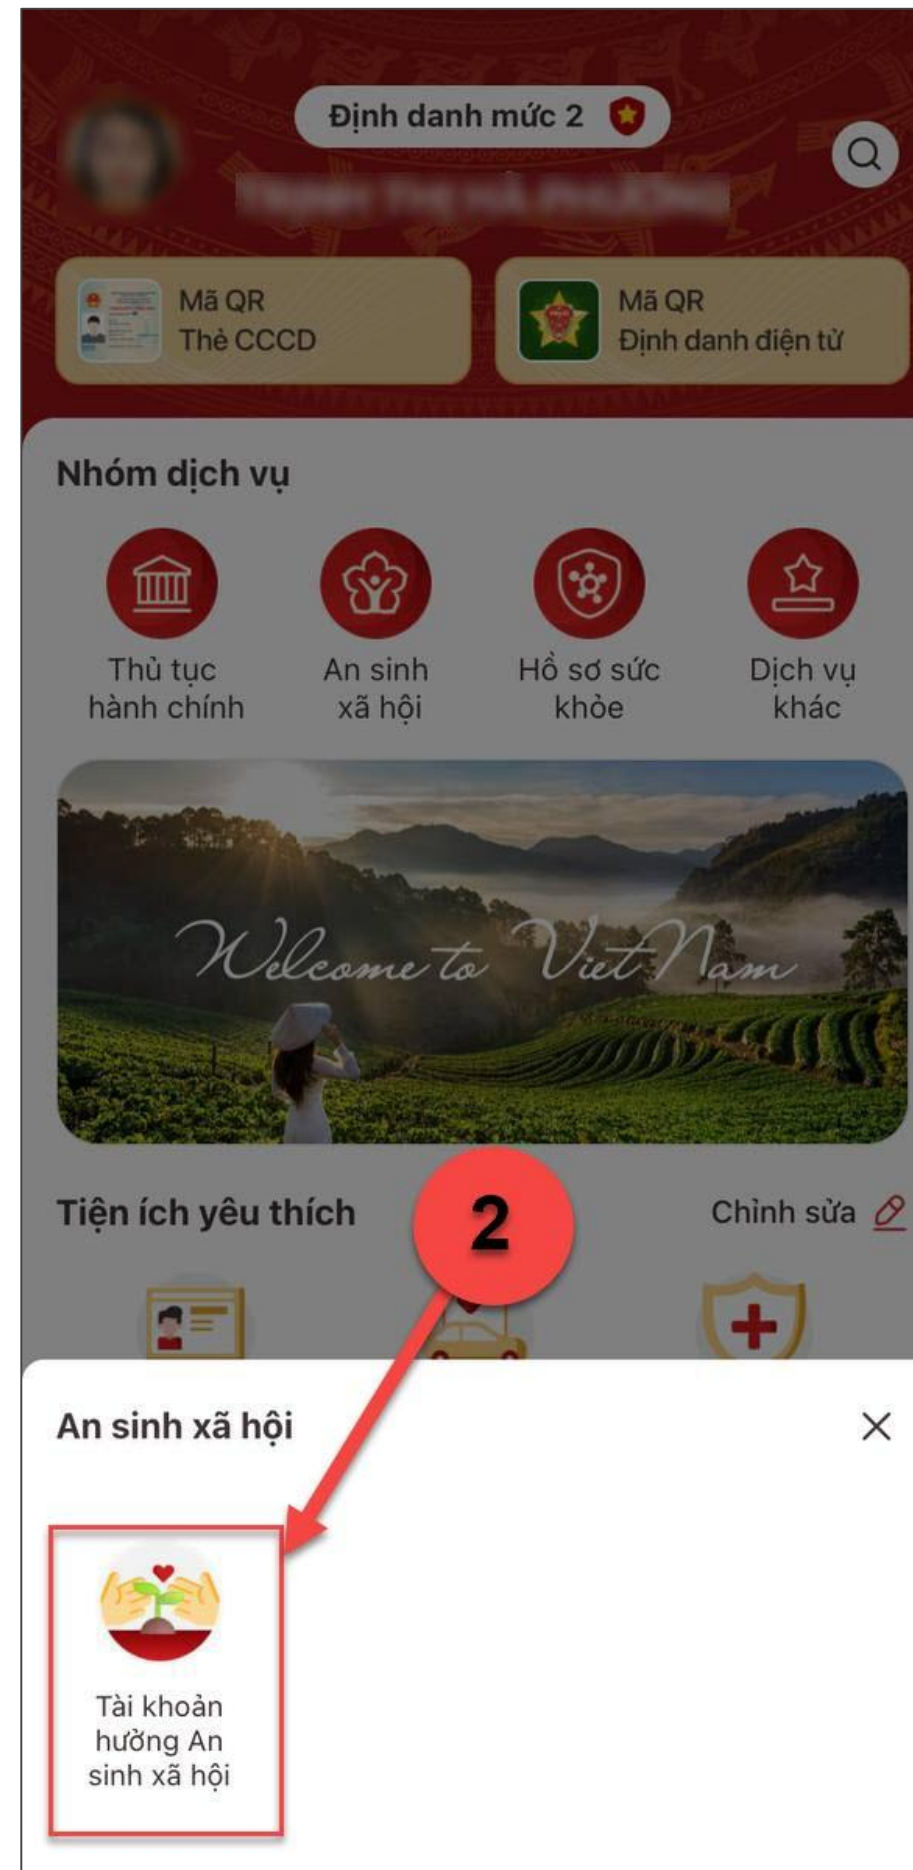 Định danh mức 2
Mã QR
Thẻ CCCD
Mã QR
Định danh điện tử
Nhóm dịch vụ
Thủ tục
hành chính
An sinh
xã hội
Hồ sơ sức
khỏe
Dịch vụ
khác
Welcome to VietNam
Tiện ích yêu thích
2
Chỉnh sửa
An sinh xã hội
Tài khoản
hưởng An
sinh xã hội